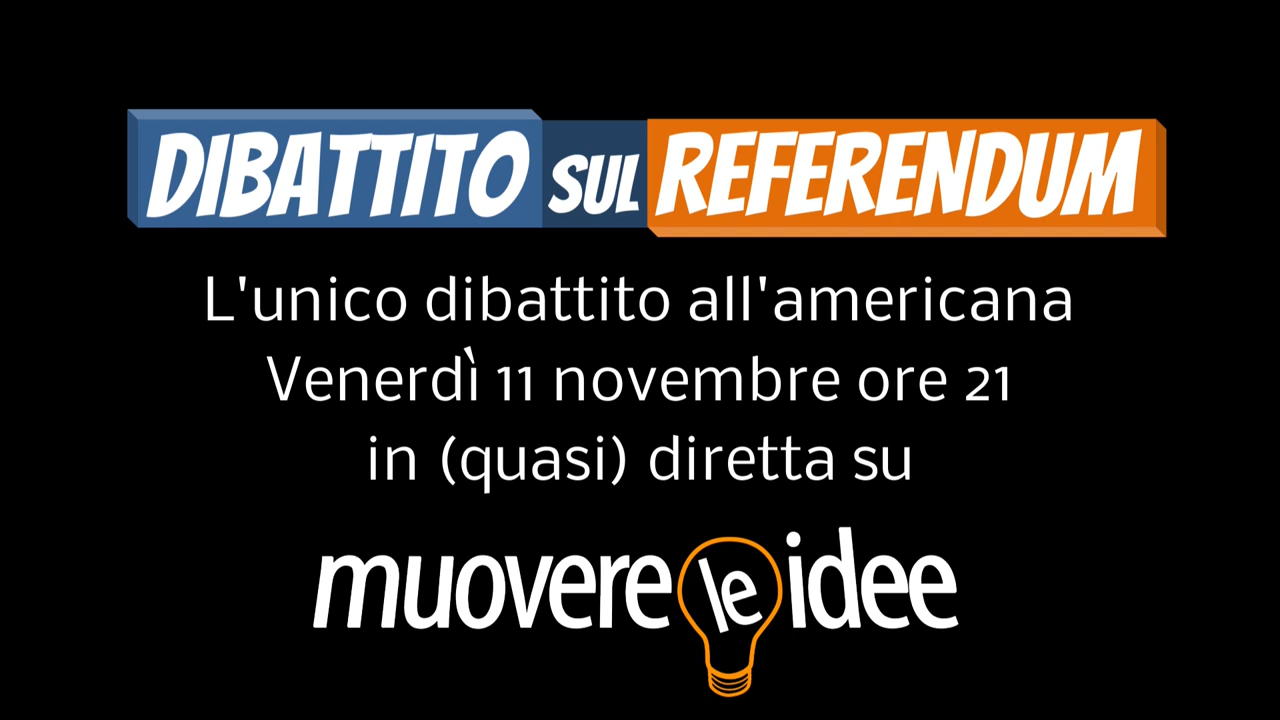 DIBATTITO SUL REFERENDUM
L'unico dibattito all'americana
Venerdì 11 novembre ore 21
in (quasi) diretta su
muovere le idee